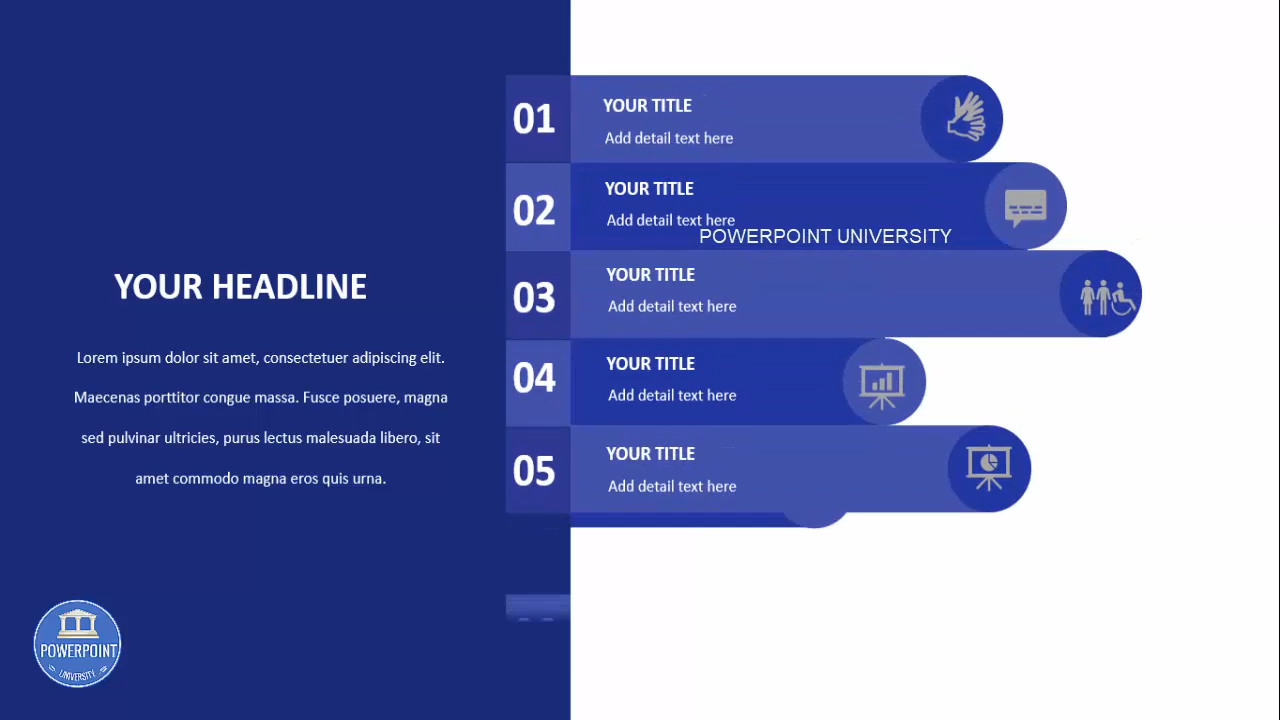 YOUR HEADLINE
Lorem ipsum dolor sit amet, consectetuer adipiscing elit.
Maecenas porttitor congue massa. Fusce posuere, magna
sed pulvinar ultricies, purus lectus malesuada libero, sit
amet commodo magna eros quis urna.
01
YOUR TITLE
Add detail text here
02
YOUR TITLE
Add detail text here
POWERPOINT UNIVERSITY
03
YOUR TITLE
Add detail text here
04
YOUR TITLE
Add detail text here
05
YOUR TITLE
Add detail text here
POWERPOINT
UNIVERSITY